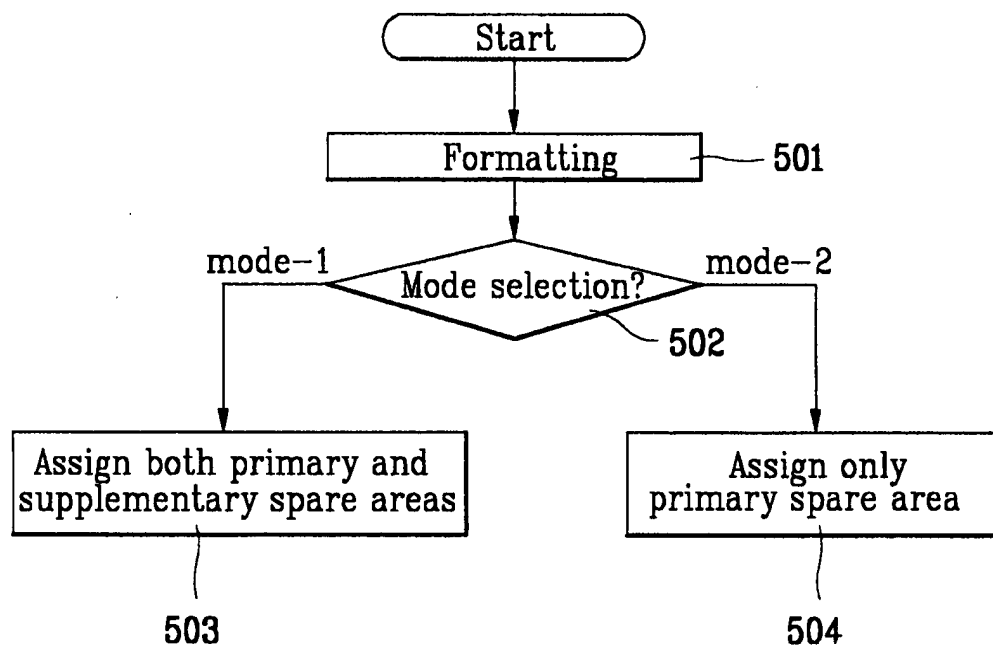 Start
Formatting
501
mode-1
Mode selection?
mode-2
502
Assign both primary and
supplementary spare areas
Assign only
primary spare area
503
504